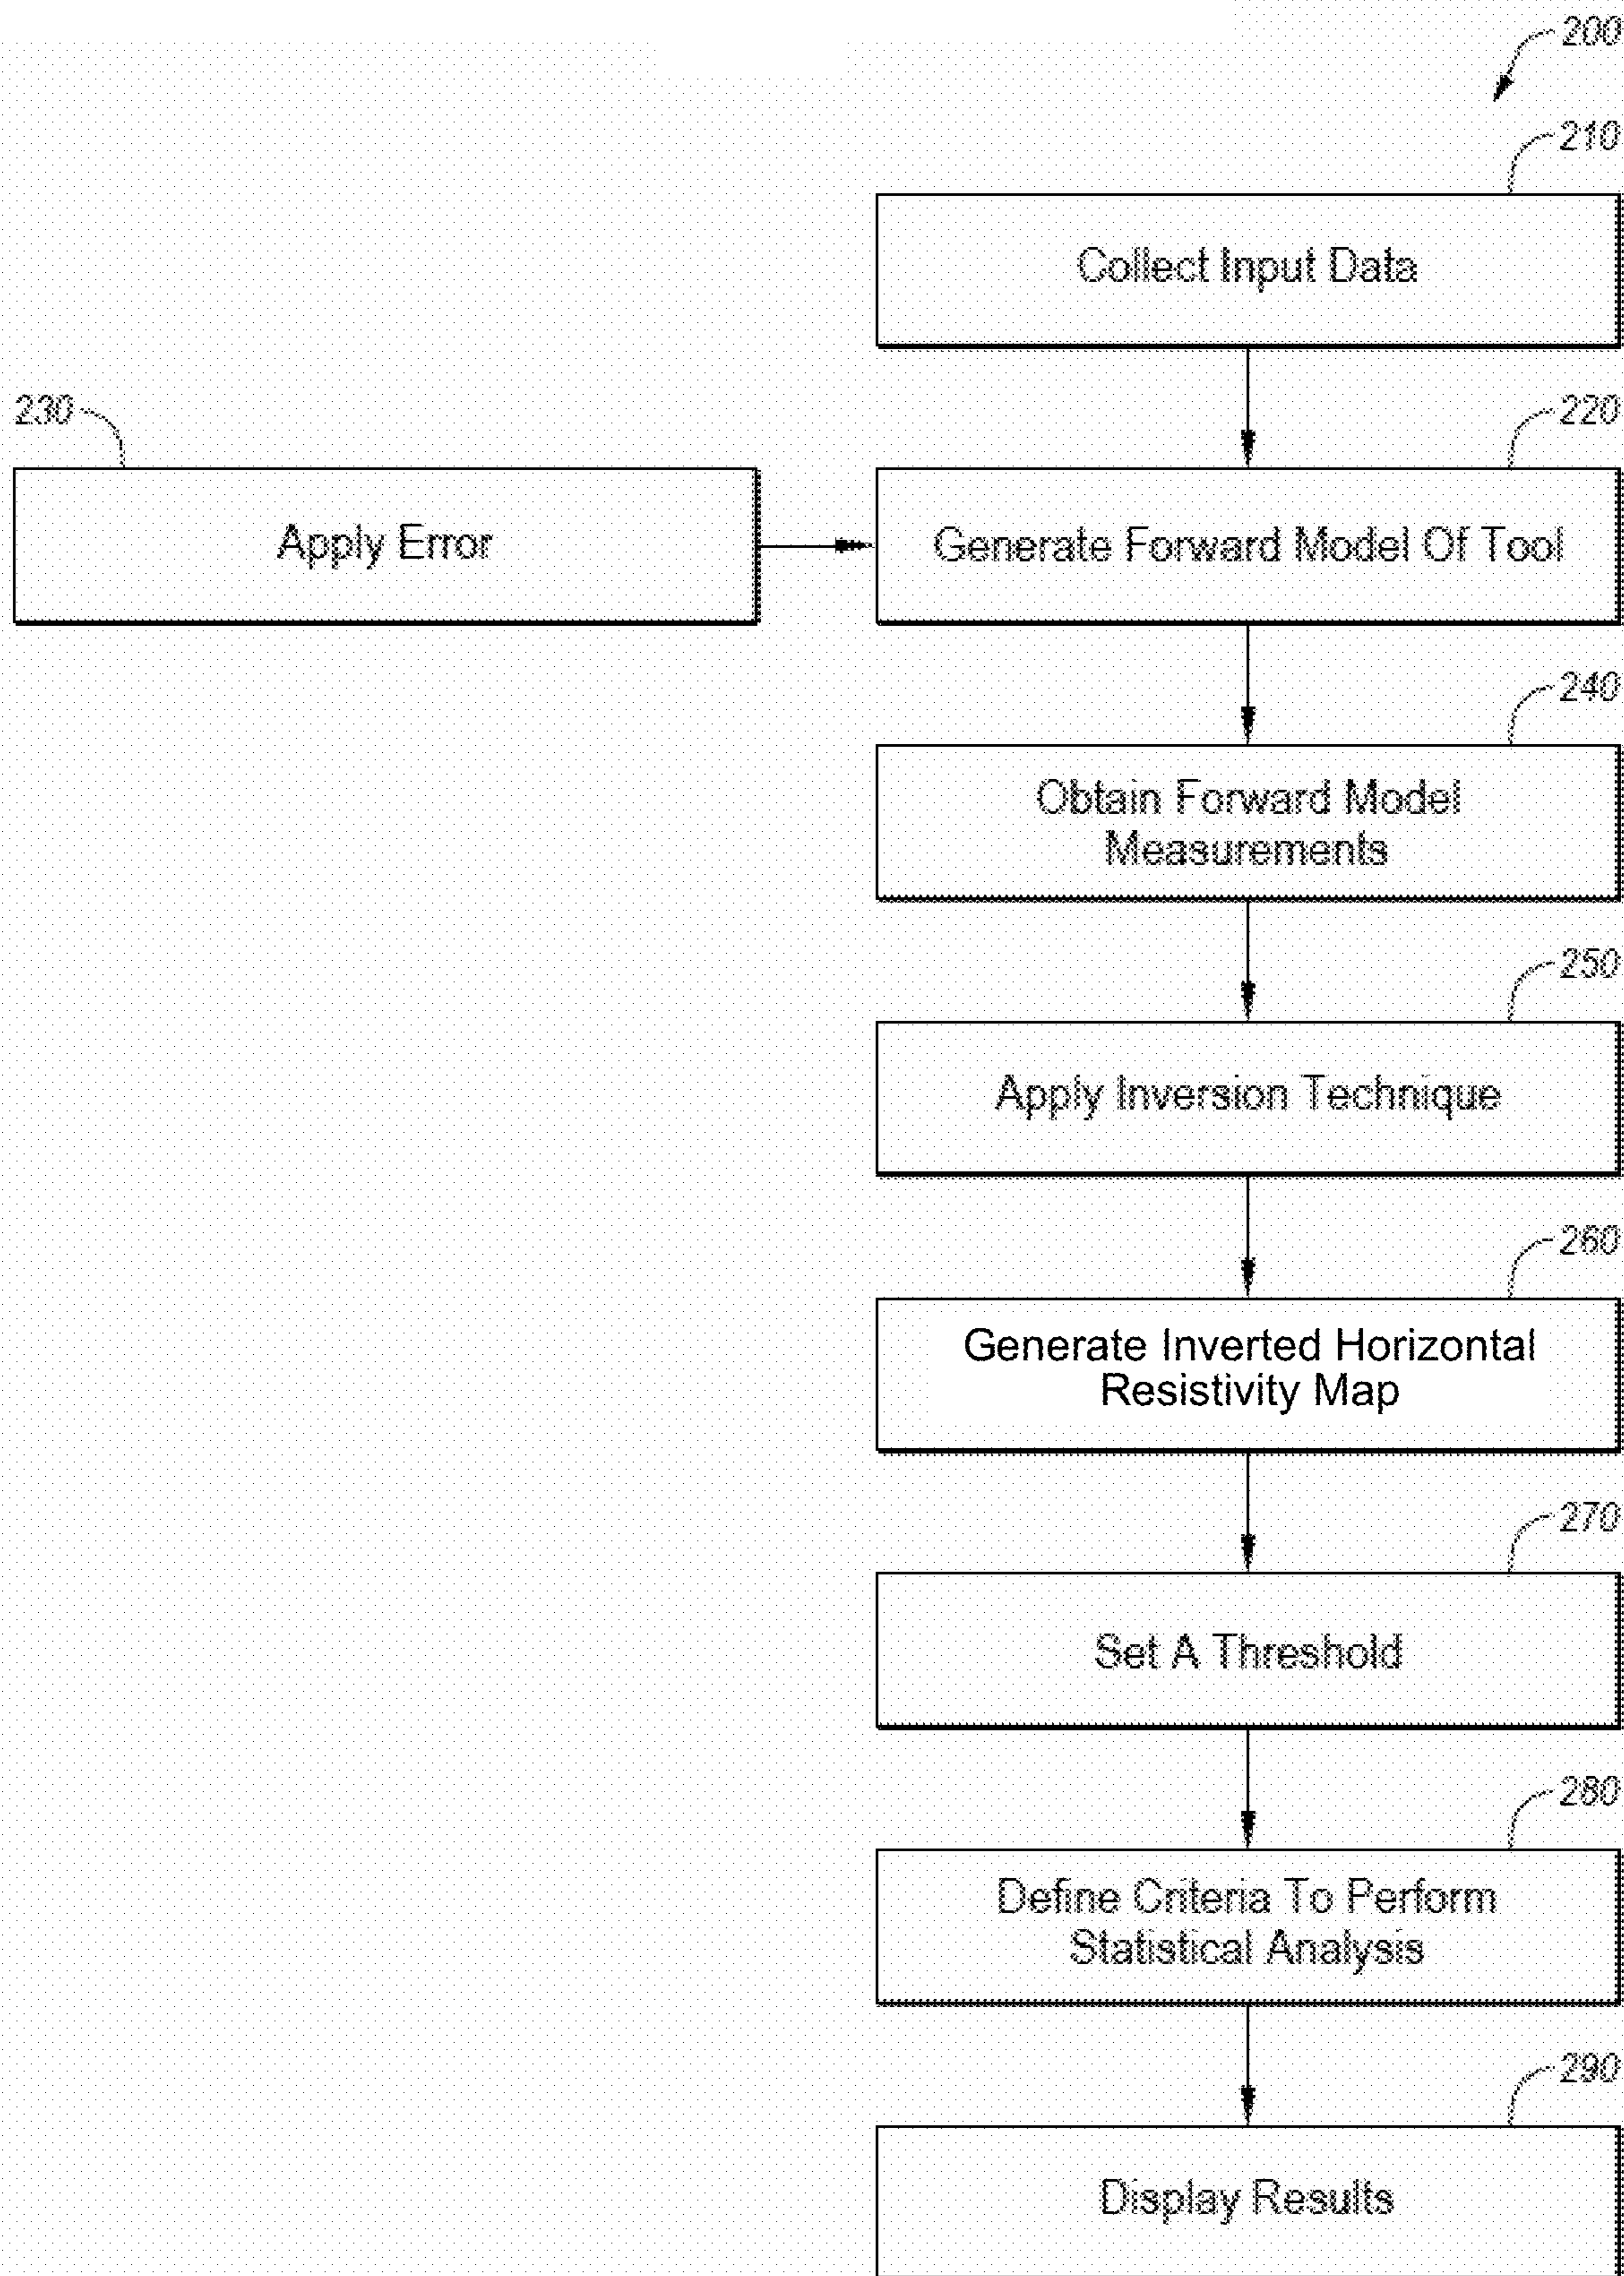 200
210
Collect Input Data
230
220
Apply Error
Generate Forward Model Of Tool
240
Obtain Forward Model
Measurements
250
Apply Inversion Technique
260
Generate Inverted Horizontal
Resistivity Map
270
Set A Threshold
280
Define Criteria To Perform
Statistical Analysis
290
Display Results